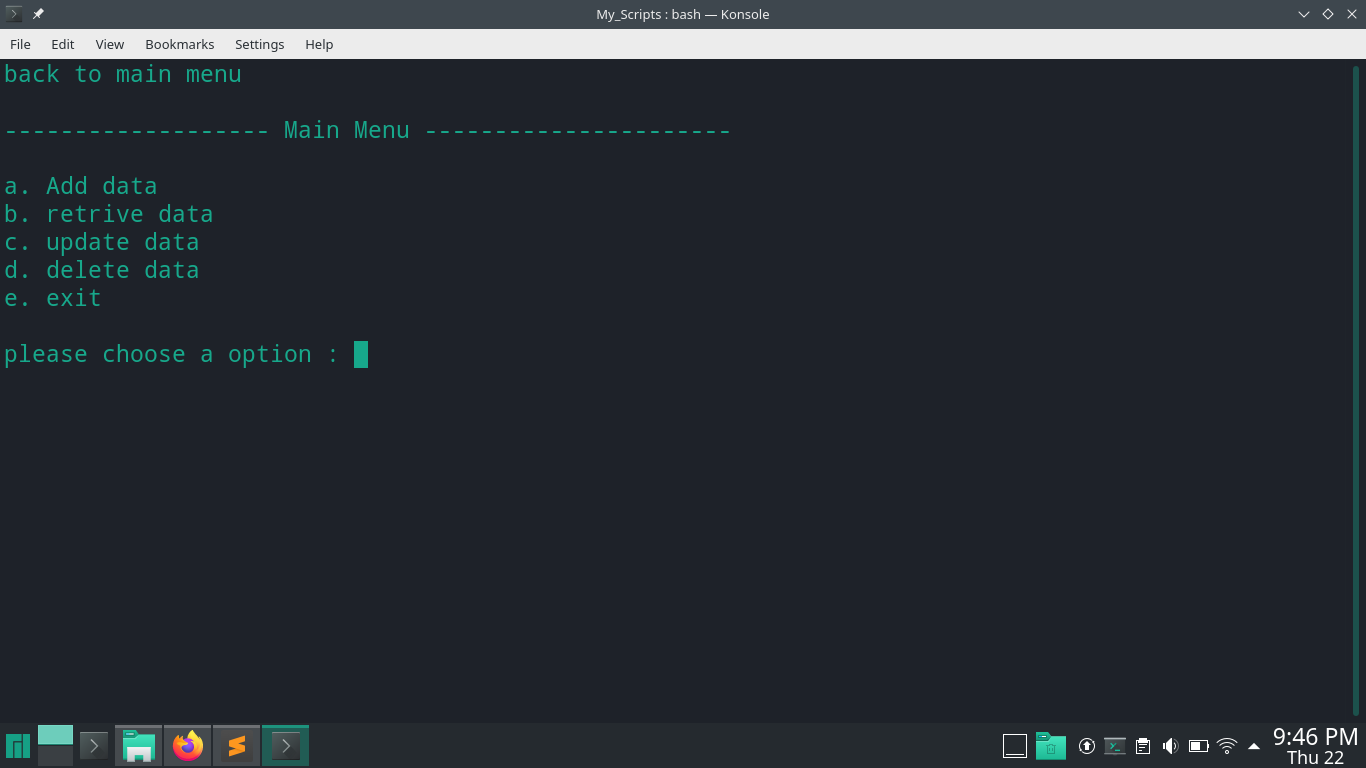 My_Scripts : bash — Konsole
File Edit View Bookmarks Settings Help
back to main menu
------------------- Main Menu ----------------------
a. Add data
b. retrive data
c. update data
d. delete data
e. exit
please choose a option :
9:46 PM
Thu 22